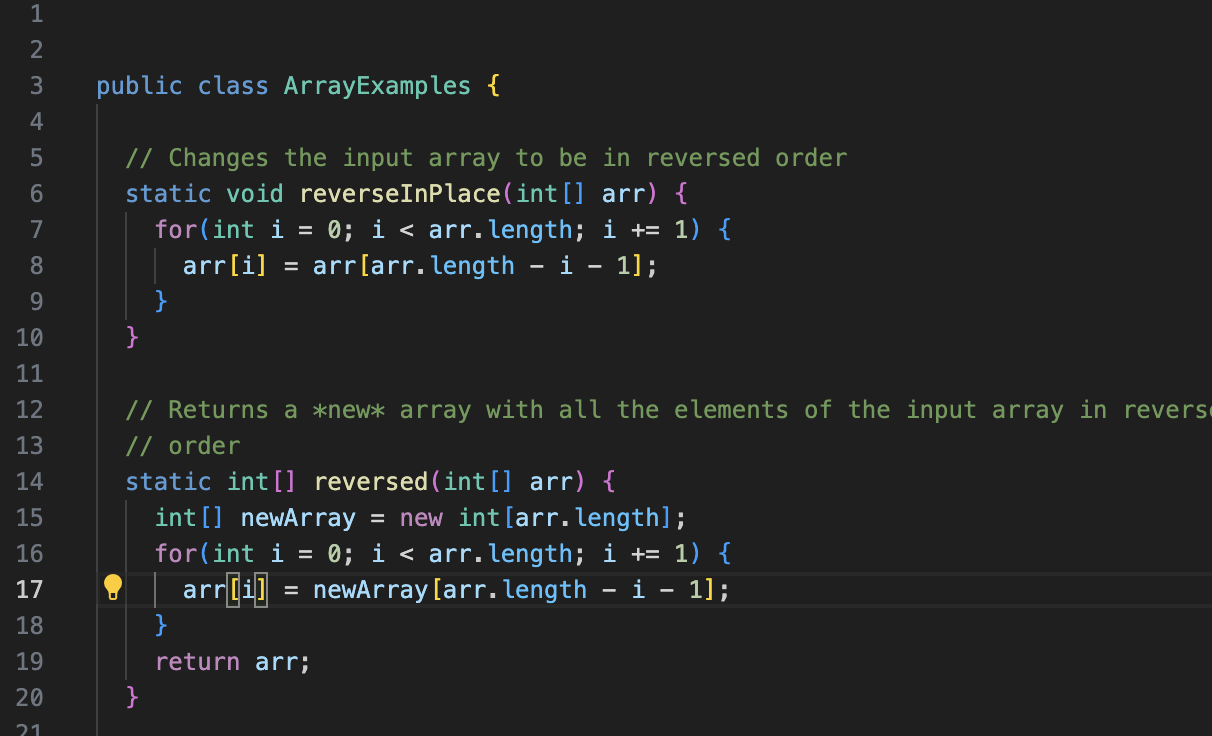 1
2
3 public class ArrayExamples {
4
5 // Changes the input array to be in reversed order
6 static void reverseInPlace(int[] arr) {
7 for(int i = 0; i < arr.length; i += 1) {
8 arr[i] = arr[arr.length - i - 1];
9 }
10 }
11
12 // Returns a *new* array with all the elements of the input array in revers
13 // order
14 static int[] reversed(int[] arr) {
15 int[] newArray = new int[arr.length];
16 for(int i = 0; i < arr.length; i += 1) {
17 arr[i] = newArray[arr.length - i - 1];
18 }
19 return arr;
20 }
21